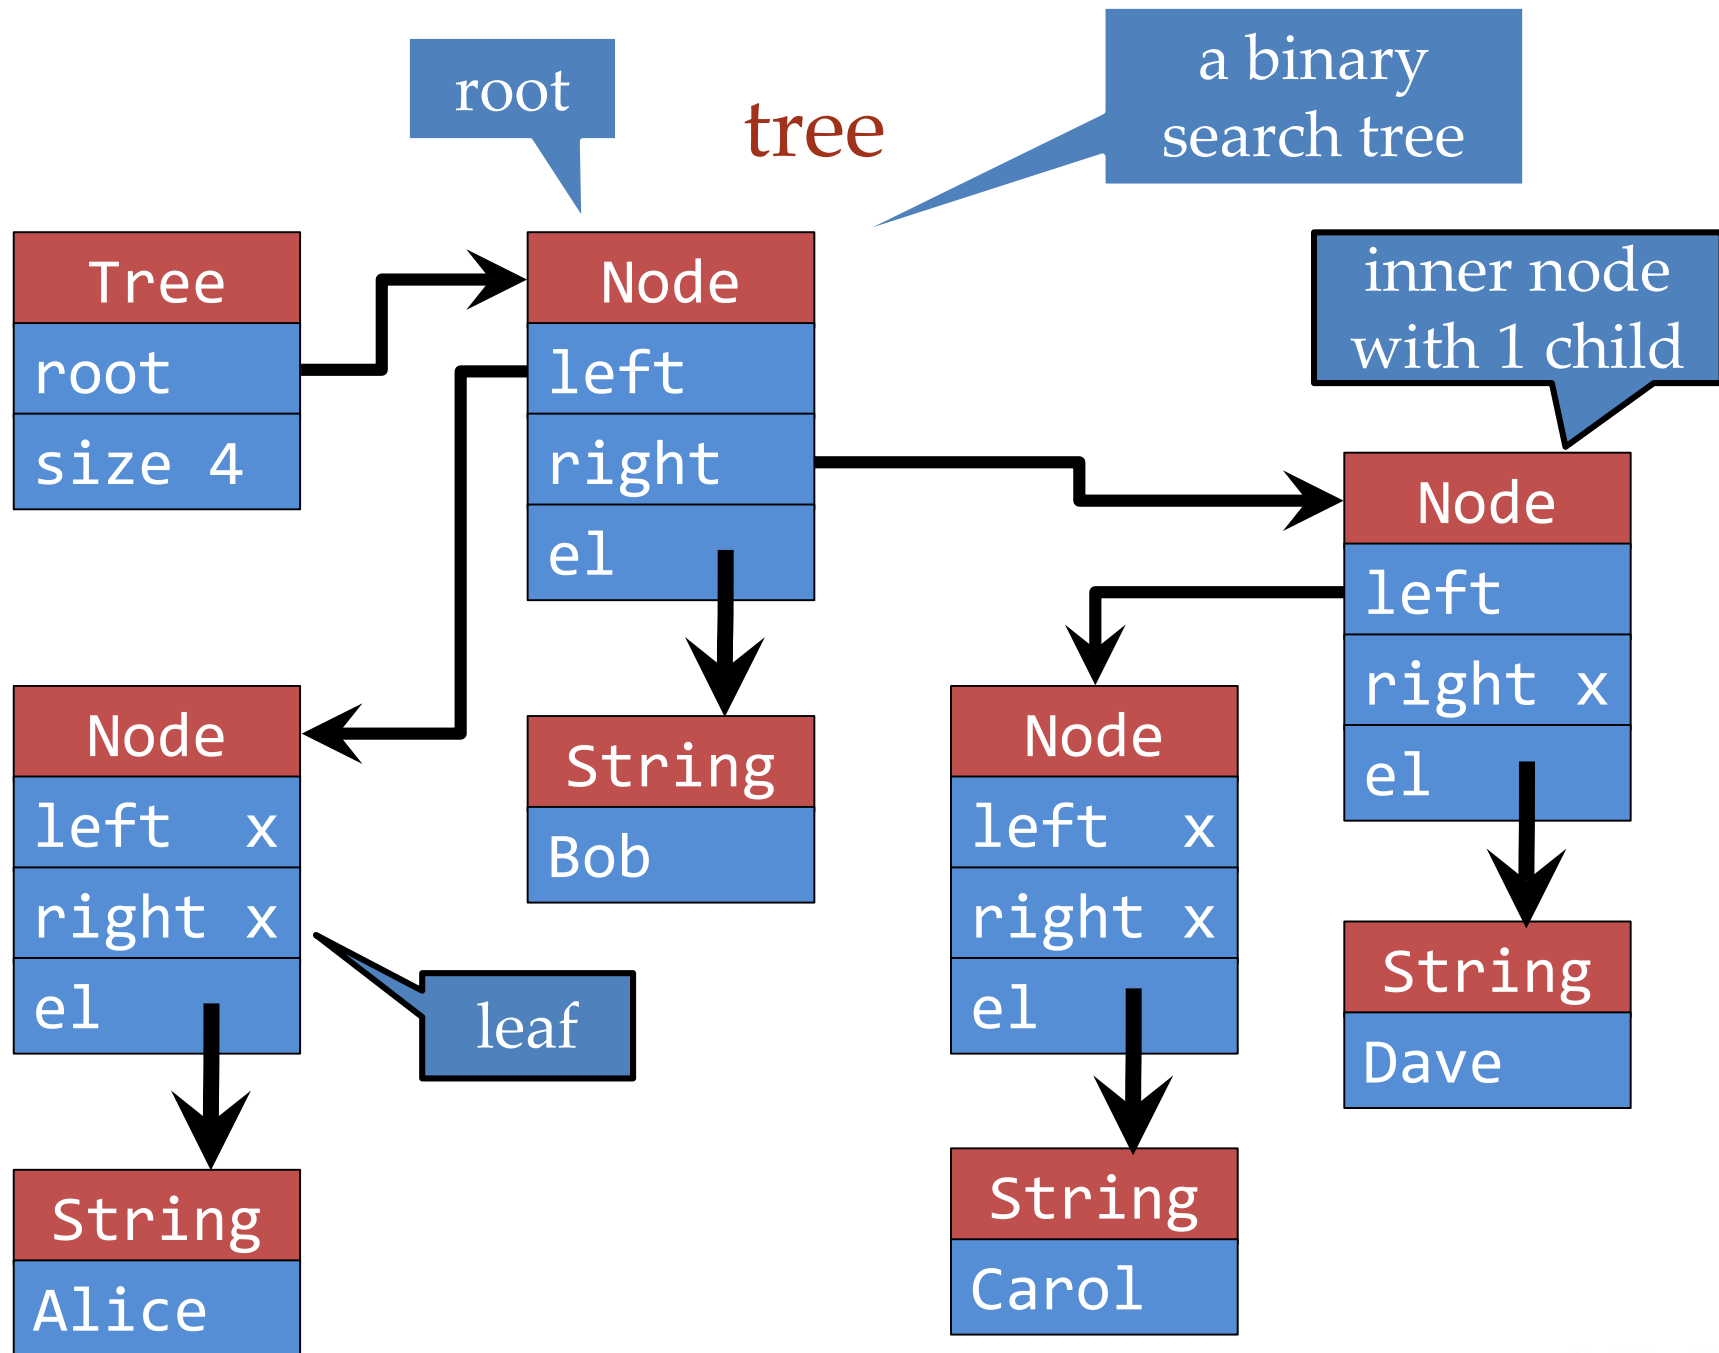 root
tree
a binary
search tree
Tree
root
size 4
Node
left
right
el
inner node
with 1 child
Node
left
right x
el
Node
left x
right x
el
String
Bob
Node
left x
right x
el
leaf
String
Dave
String
Alice
String
Carol